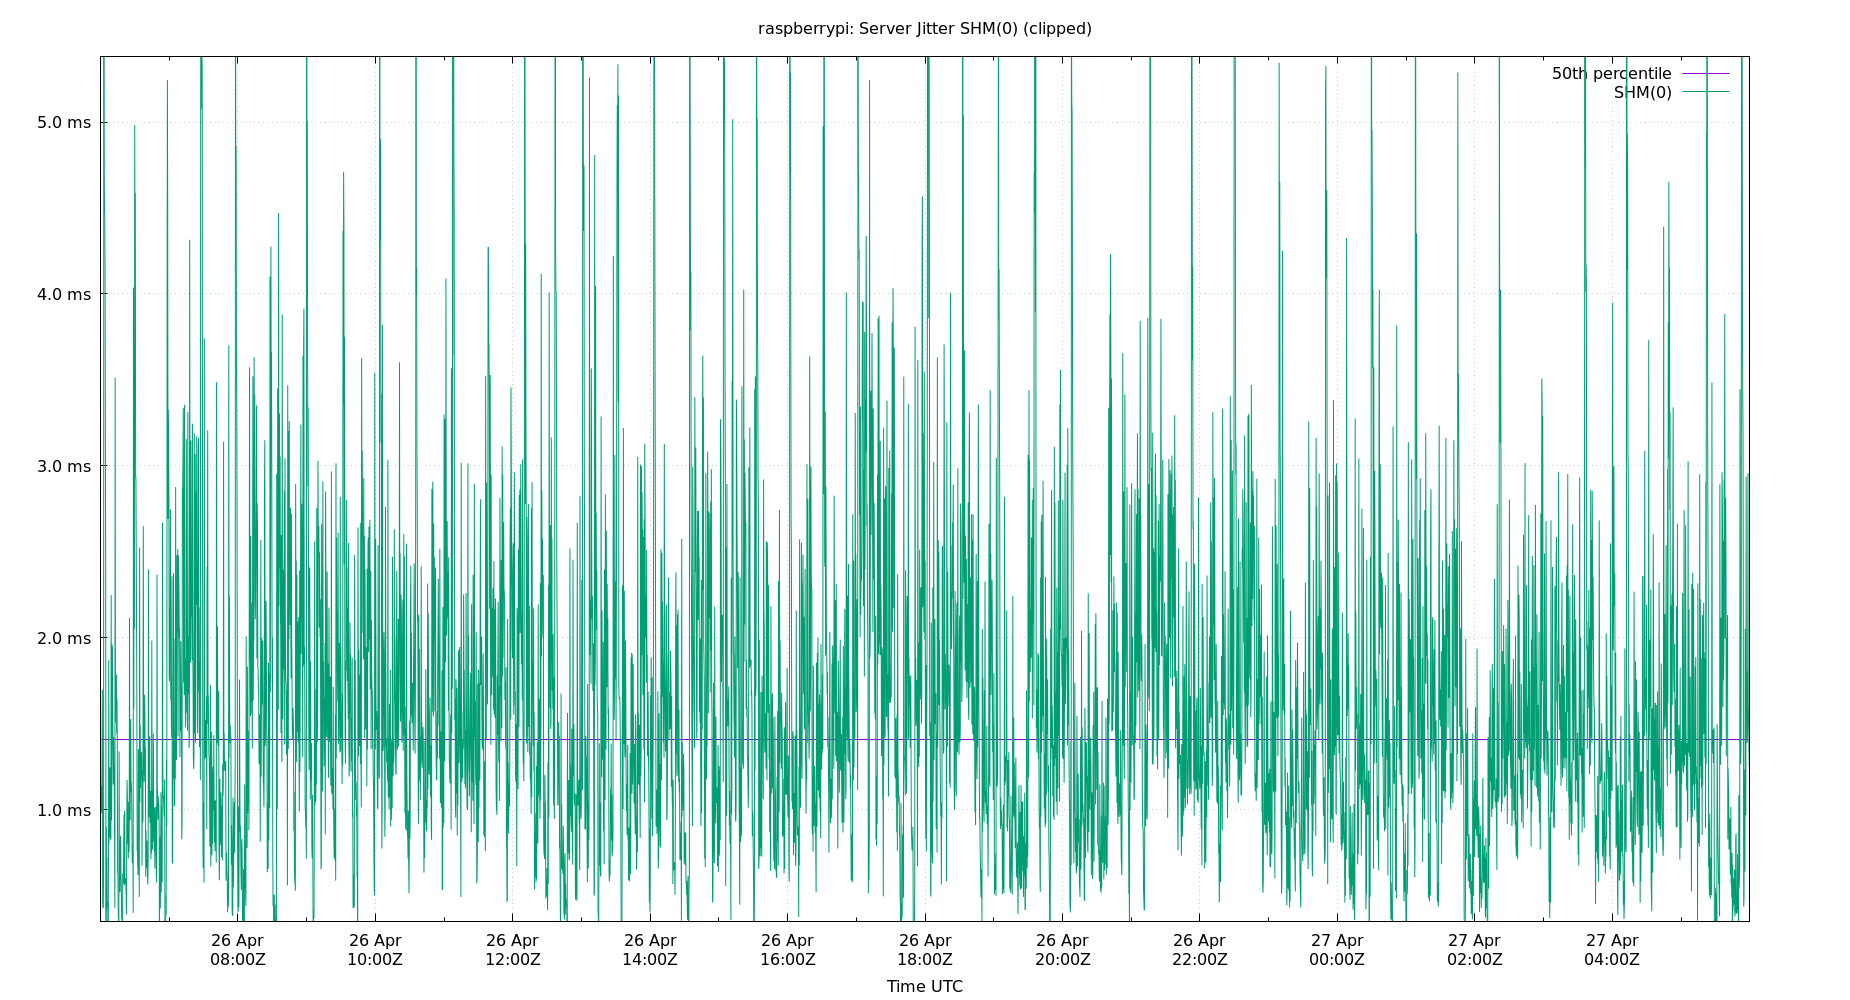 raspberrypi: Server Jitter SHM(0) (clipped)
50th percentile
SHM(0)
5.0 ms
4.0 ms
3.0 ms
2.0 ms
1.0 ms
26 Apr 26 Apr 26 Apr 26 Apr 26 Apr 26 Apr 26 Apr 26 Apr 27 Apr 27 Apr 27 Apr
08:00Z 10:00Z 12:00Z 14:00Z 16:00Z 18:00Z 20:00Z 22:00Z 00:00Z 02:00Z 04:00Z
Time UTC